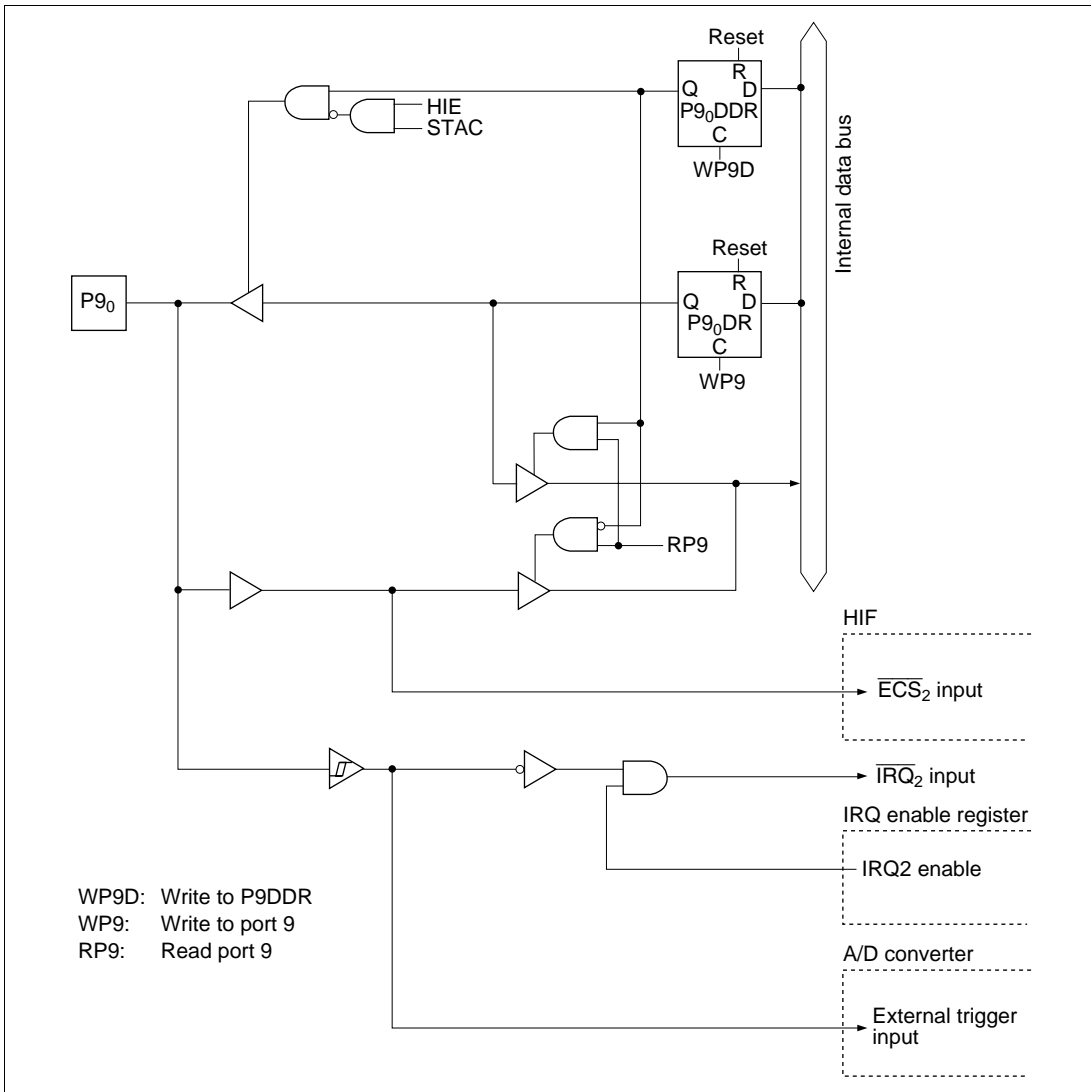 Reset
R
Q
D
P9₀DDR
C
WP9D
HIE
STAC
Internal data bus
Reset
R
Q
D
P9₀DR
C
WP9
P9₀
RP9
HIF
E̅C̅S̅₂ input
I̅R̅Q̅₂ input
IRQ enable register
IRQ2 enable
WP9D: Write to P9DDR
WP9: Write to port 9
RP9: Read port 9
A/D converter
External trigger
input